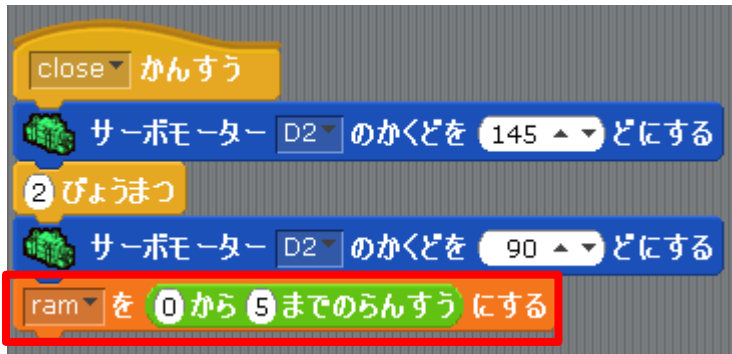 close かんすう
サーボモーター D2 のかくどを 145 どにする
2 びょうまつ
サーボモーター D2 のかくどを 90 どにする
ram を 0 から 5 までのらんすう にする